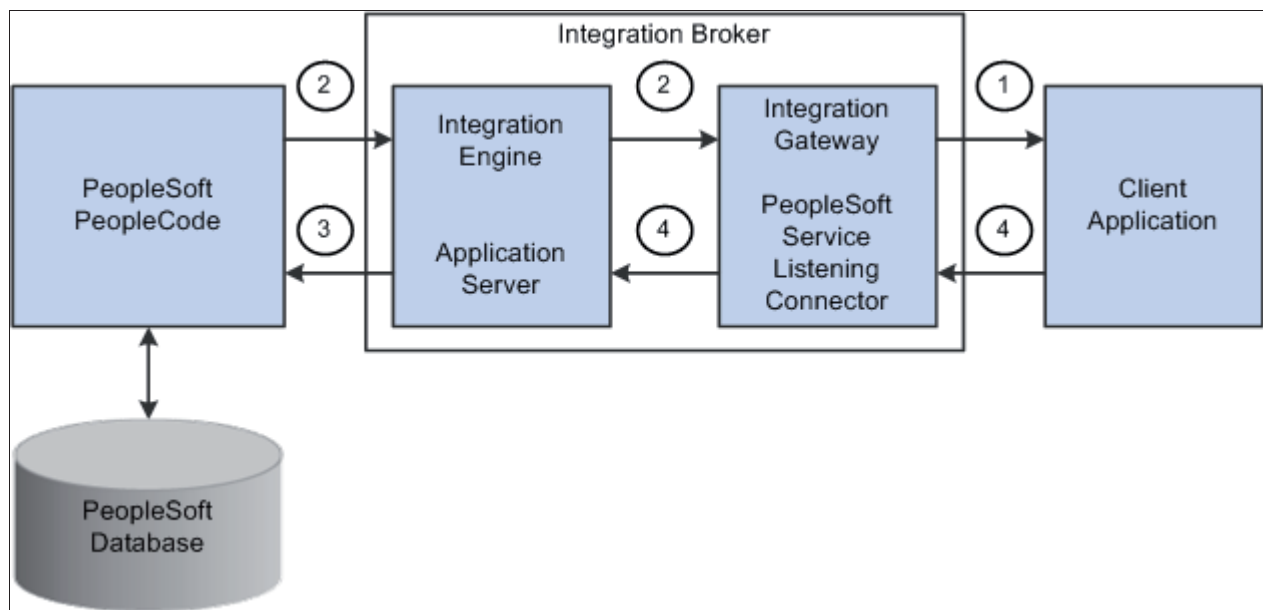 Integration Broker
2
2
1
PeopleSoft
PeopleCode
3
Integration
Engine
Application
Server
4
Integration
Gateway
PeopleSoft
Service
Listening
Connector
4
Client
Application
PeopleSoft
Database